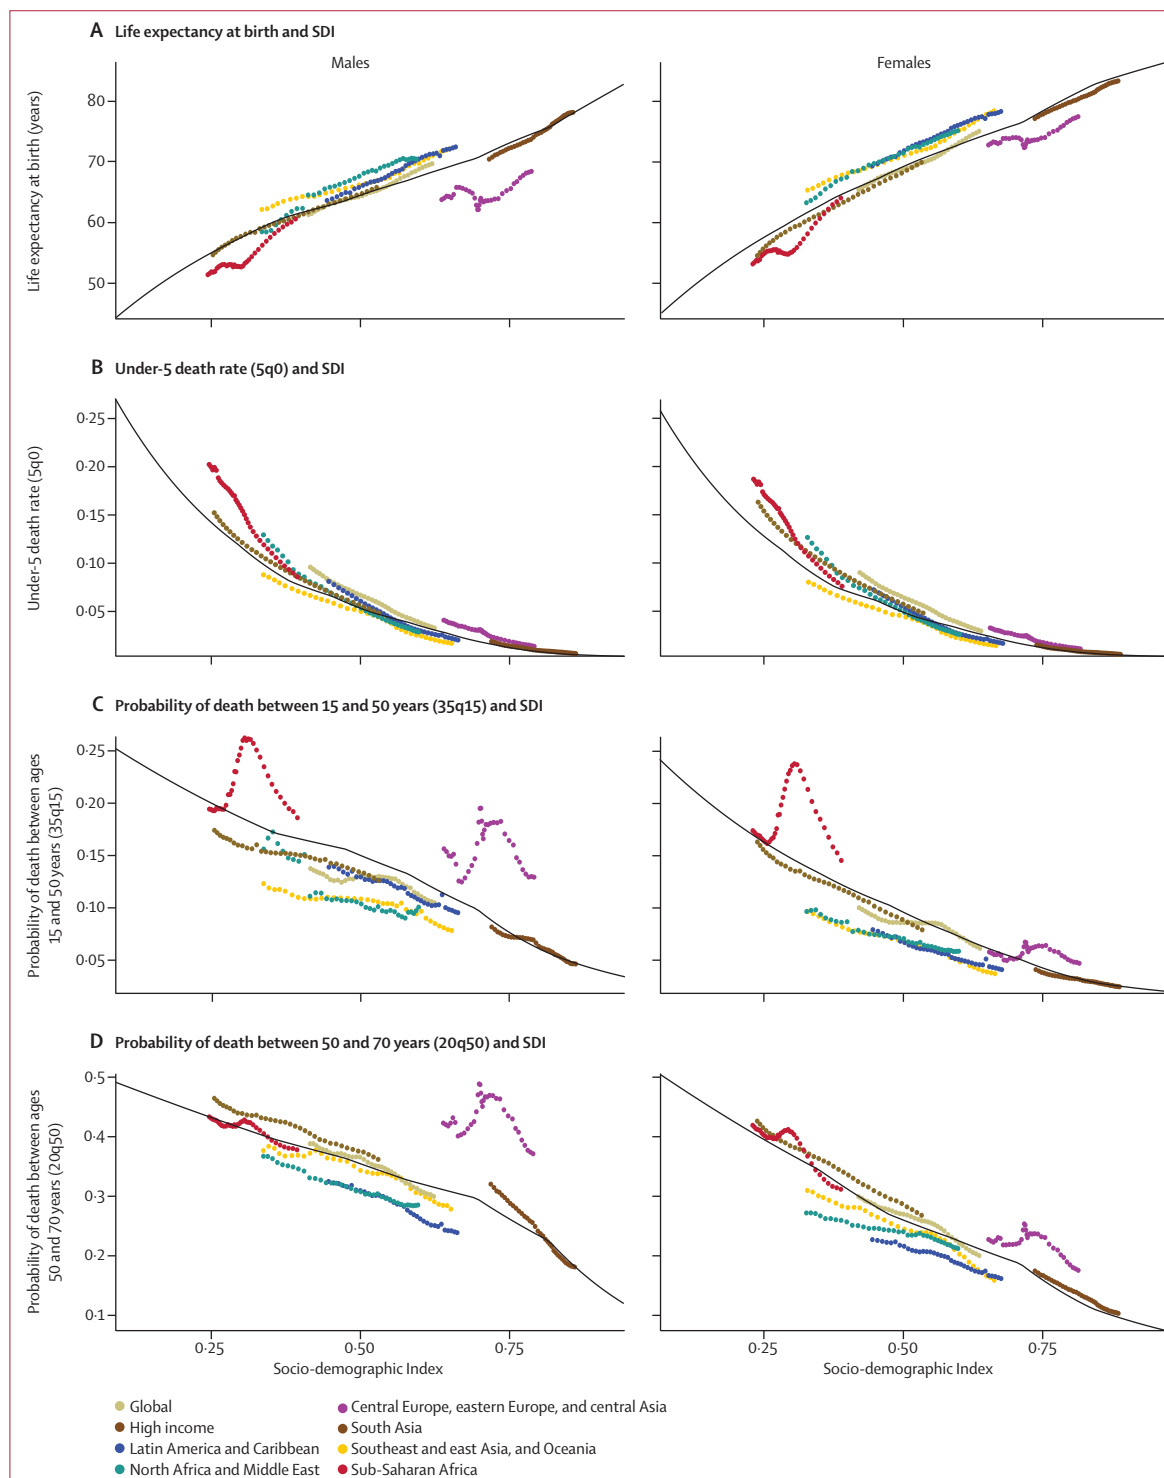 A Life expectancy at birth and SDI
Males
Females
Life expectancy at birth (years)
80
70
60
50
B Under-5 death rate (5q0) and SDI
Under-5 death rate (5q0)
0·25
0·20
0·15
0·10
0·05
C Probability of death between 15 and 50 years (35q15) and SDI
Probability of death between ages
15 and 50 years (35q15)
0·25
0·20
0·15
0·10
0·05
D Probability of death between 50 and 70 years (20q50) and SDI
Probability of death between ages
50 and 70 years (20q50)
0·5
0·4
0·3
0·2
0·1
0·25 0·50 0·75
Socio-demographic Index
0·25 0·50 0·75
Socio-demographic Index
Global
High income
Latin America and Caribbean
North Africa and Middle East
Central Europe, eastern Europe, and central Asia
South Asia
Southeast and east Asia, and Oceania
Sub-Saharan Africa